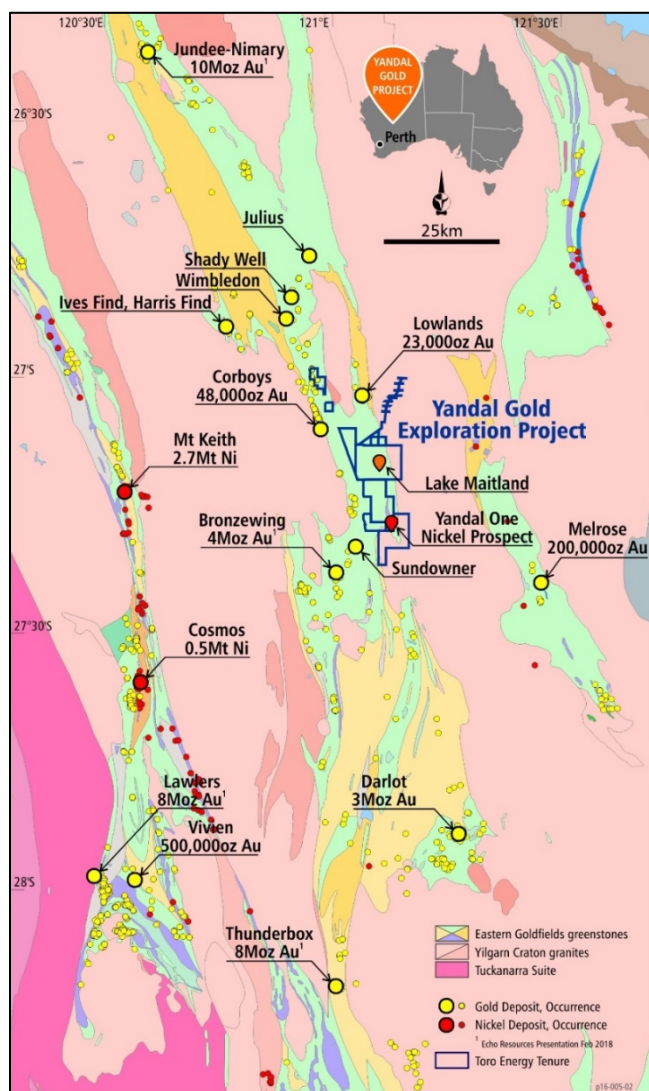 120°30'E
121°E
121°30'E
Jundee-Nimary
10Moz Au¹
YANDAL
GOLD
PROJECT
Perth
26°30'S
25km
Julius
Shady Well
Wimbledon
Ives Find, Harris Find
Lowlands
23,000oz Au
27°S
Corboys
48,000oz Au
Yandal Gold
Exploration Project
Mt Keith
2.7Mt Ni
Lake Maitland
Bronzewing
4Moz Au¹
Yandal One
Nickel Prospect
Melrose
200,000oz Au
Sundowner
27°30'S
Cosmos
0.5Mt Ni
Lawlers
8Moz Au¹
Darlot
3Moz Au
Vivien
500,000oz Au
28°S
Thunderbox
8Moz Au¹
Eastern Goldfields greenstones
Yilgarn Craton granites
Tuckanarra Suite
Gold Deposit, Occurrence
Nickel Deposit, Occurrence
¹ Echo Resources Presentation Feb 2018
Toro Energy Tenure
p16-005-02